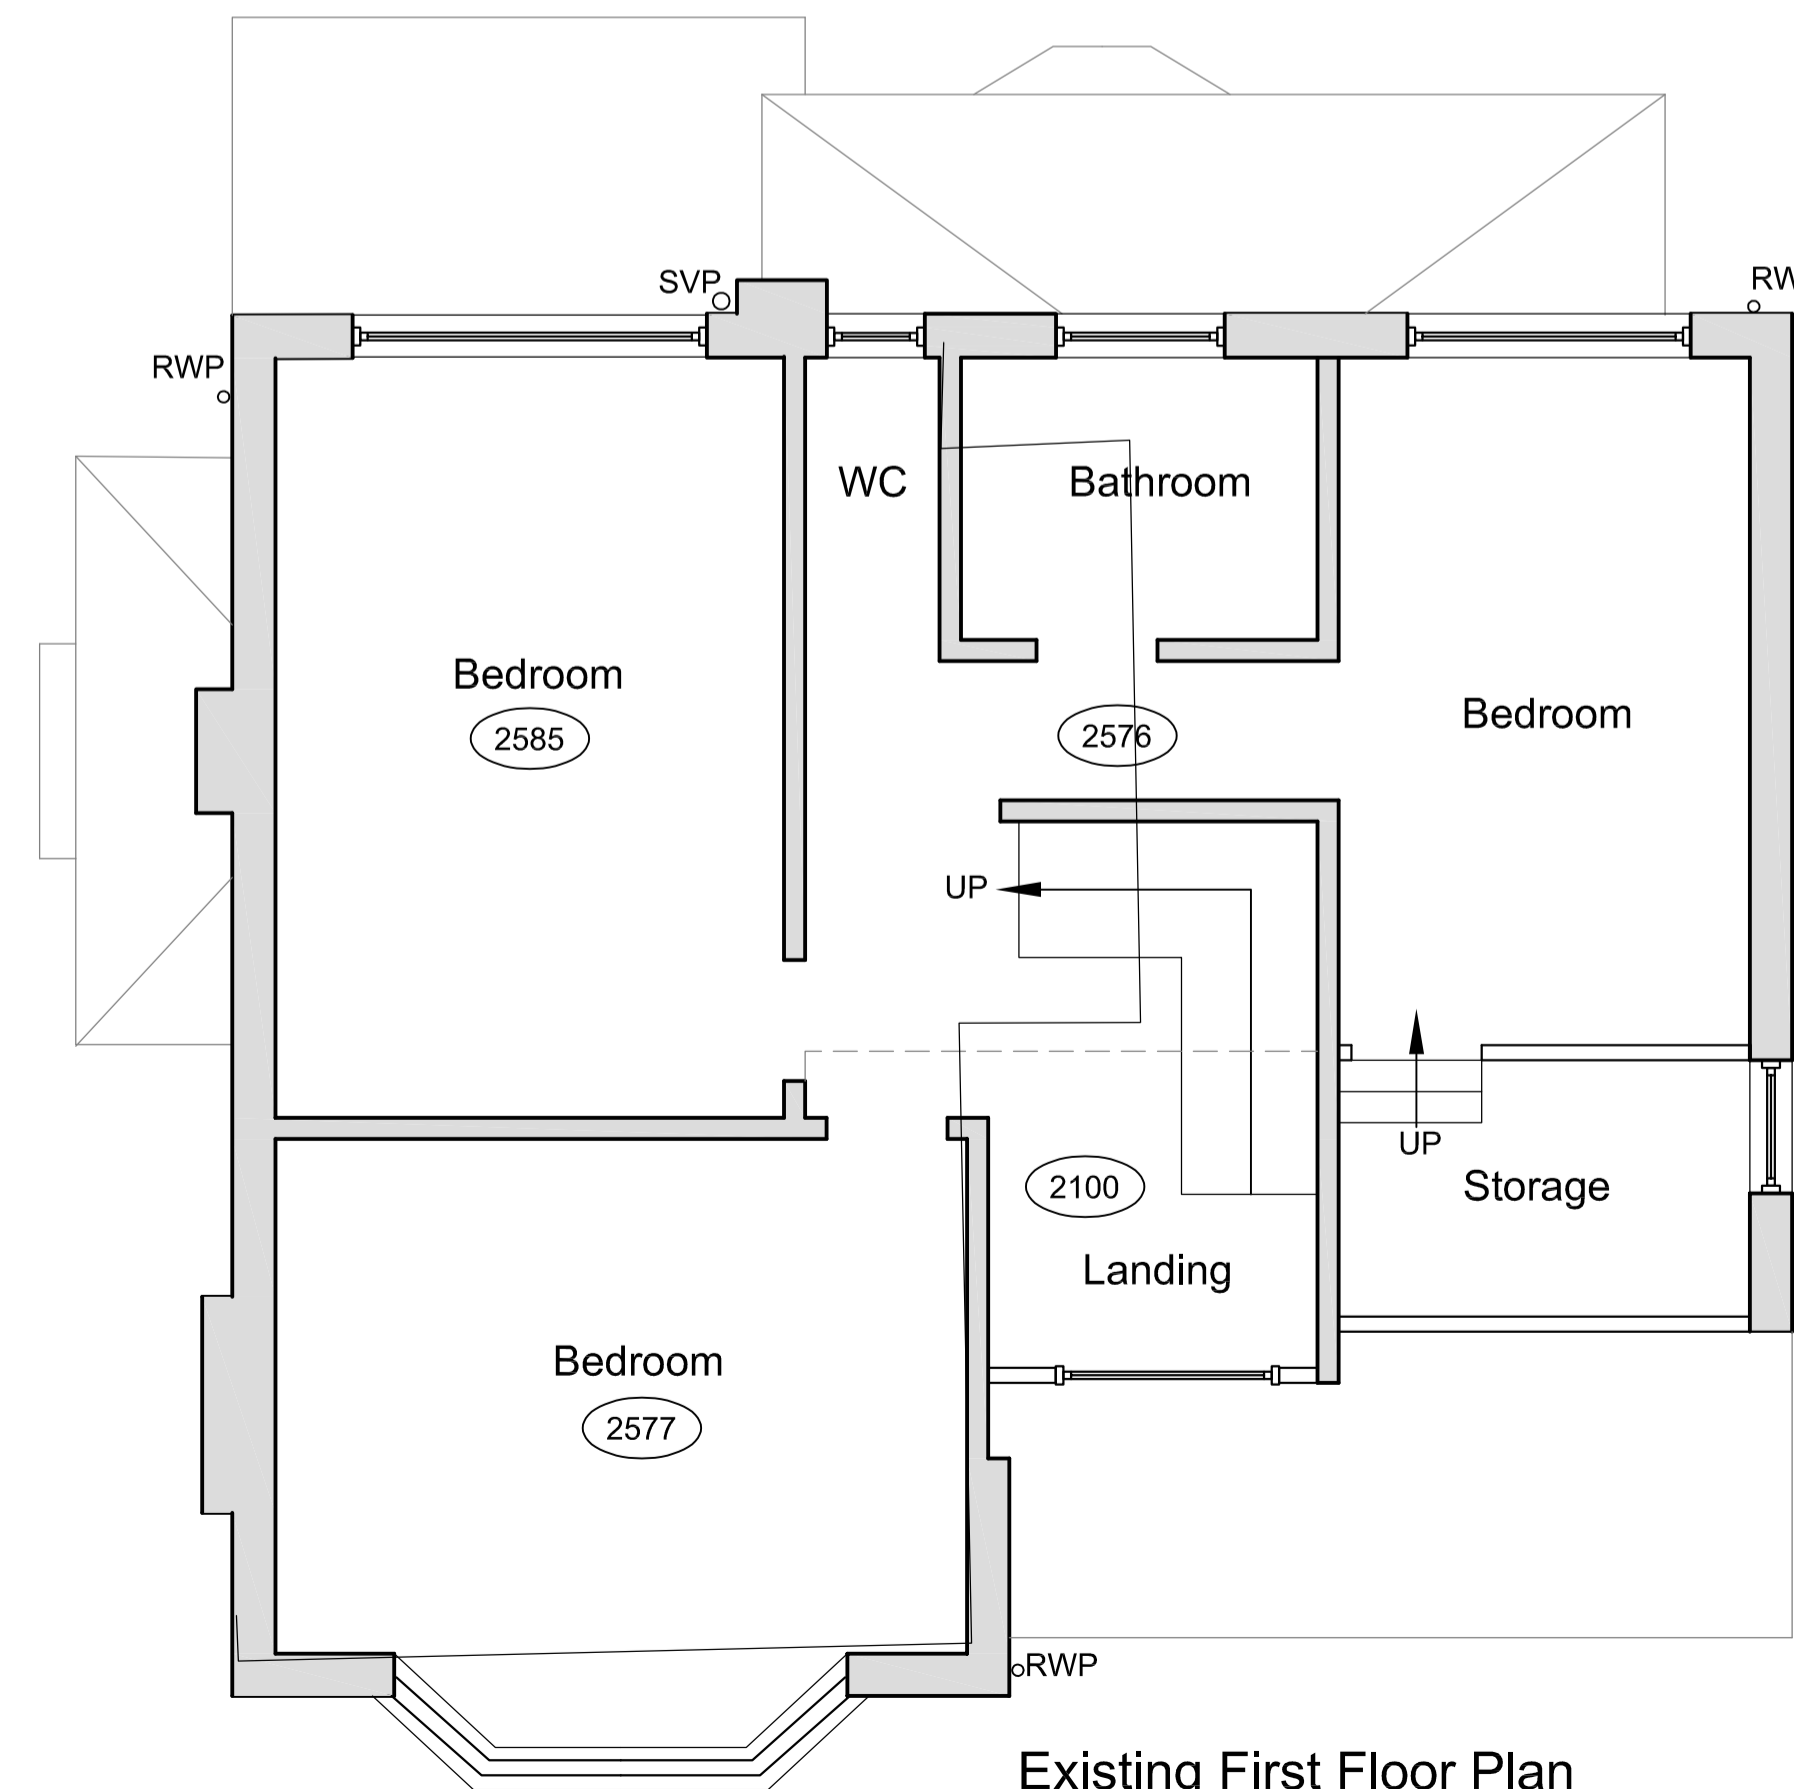 SVP
RW
RWP
WC
Bathroom
Bedroom
2585
2576
Bedroom
UP
UP
2100
Storage
Landing
Bedroom
2577
RWP
Existing First Floor Plan